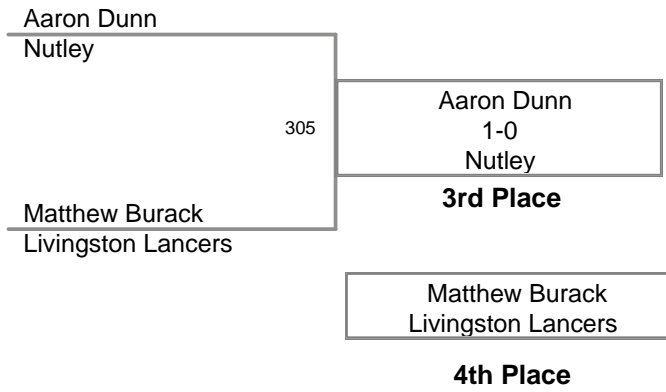 Aaron Dunn
Nutley
305
Aaron Dunn
1-0
Nutley
3rd Place
Matthew Burack
Livingston Lancers
Matthew Burack
Livingston Lancers
4th Place